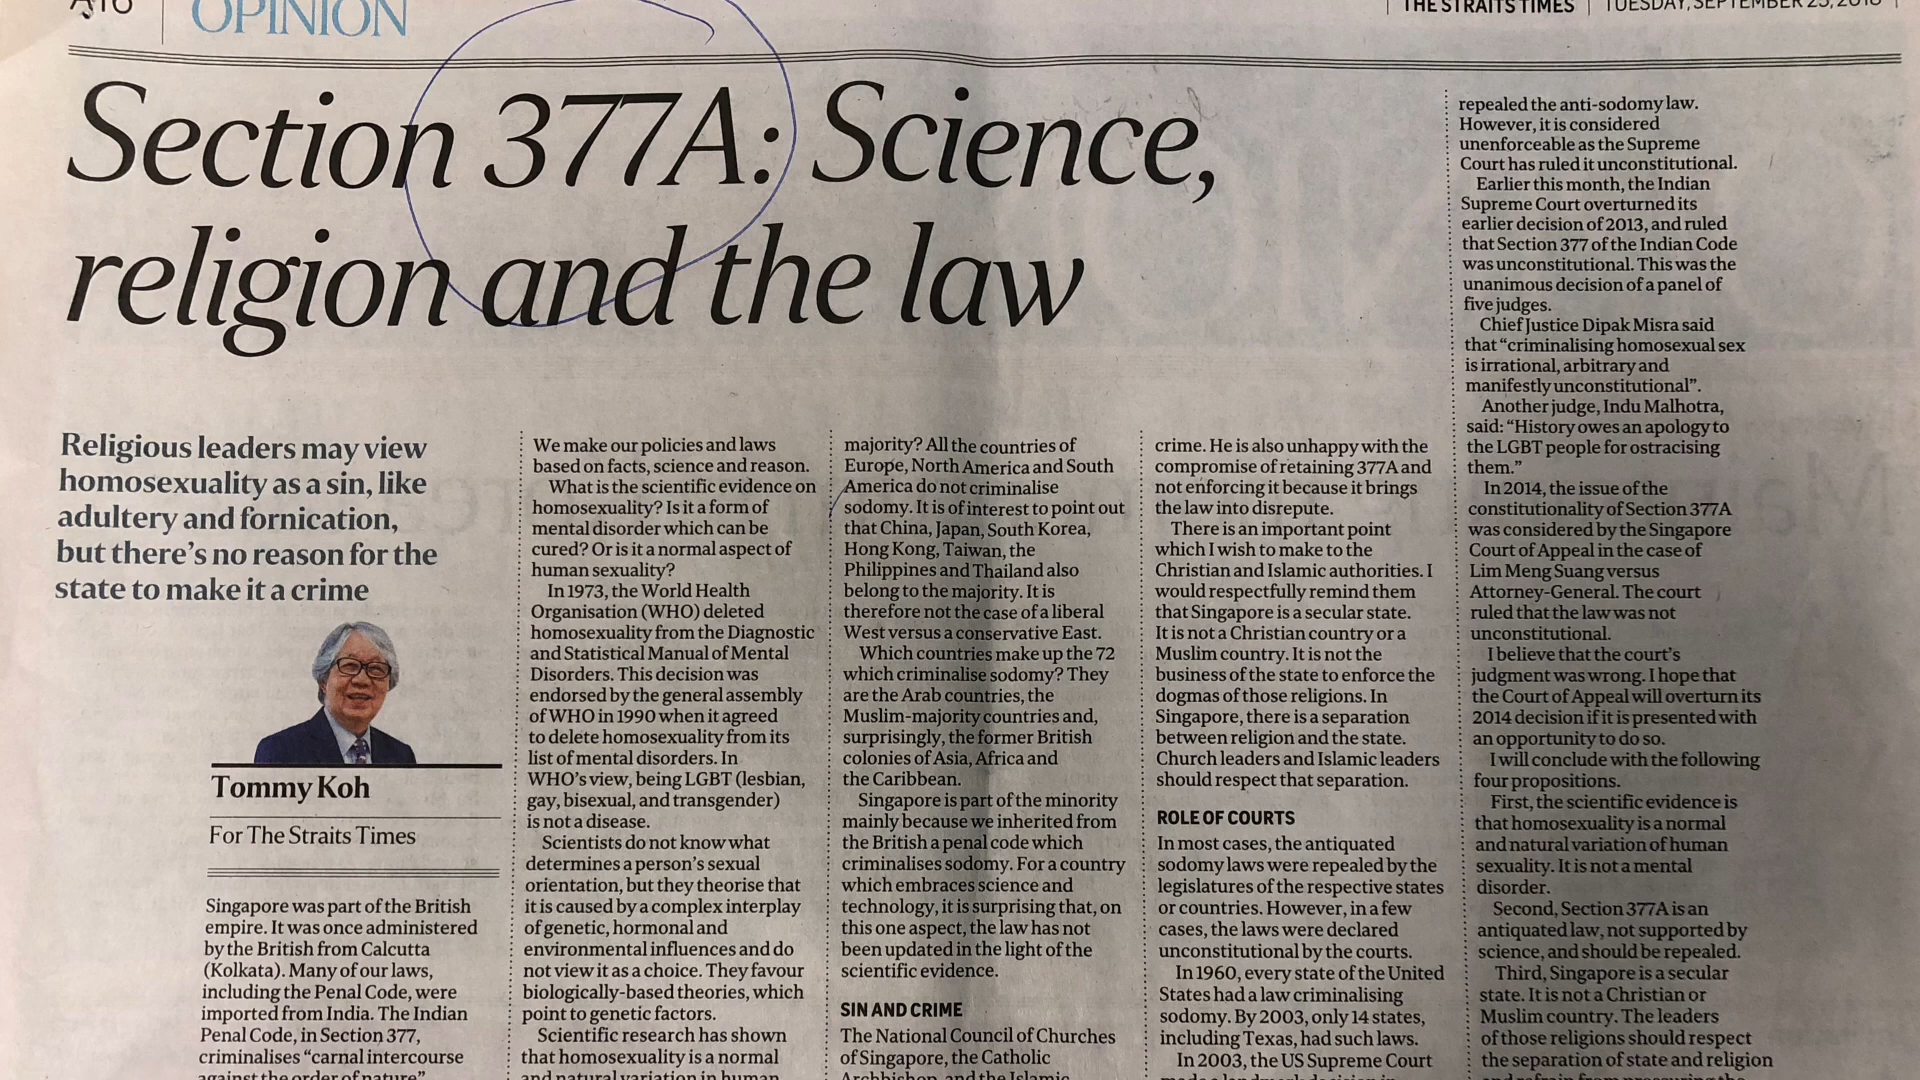 A16
OPINION
THE STRAITS TIMES | TUESDAY, SEPTEMBER 25, 2018
Section 377A: Science,
religion and the law
Religious leaders may view
homosexuality as a sin, like
adultery and fornication,
but there's no reason for the
state to make it a crime
Tommy Koh
For The Straits Times
Singapore was part of the British
empire. It was once administered
by the British from Calcutta
(Kolkata). Many of our laws,
including the Penal Code, were
imported from India. The Indian
Penal Code, in Section 377,
criminalises “carnal intercourse
against the order of nature”
We make our policies and laws
based on facts, science and reason.
What is the scientific evidence on
homosexuality? Is it a form of
mental disorder which can be
cured? Or is it a normal aspect of
human sexuality?
In 1973, the World Health
Organisation (WHO) deleted
homosexuality from the Diagnostic
and Statistical Manual of Mental
Disorders. This decision was
endorsed by the general assembly
of WHO in 1990 when it agreed
to delete homosexuality from its
list of mental disorders. In
WHO's view, being LGBT (lesbian,
gay, bisexual, and transgender)
is not a disease.
Scientists do not know what
determines a person's sexual
orientation, but they theorise that
it is caused by a complex interplay
of genetic, hormonal and
environmental influences and do
not view it as a choice. They favour
biologically-based theories, which
point to genetic factors.
Scientific research has shown
that homosexuality is a normal
and natural variation in human
majority? All the countries of
Europe, North America and South
America do not criminalise
sodomy. It is of interest to point out
that China, Japan, South Korea,
Hong Kong, Taiwan, the
Philippines and Thailand also
belong to the majority. It is
therefore not the case of a liberal
West versus a conservative East.
Which countries make up the 72
which criminalise sodomy? They
are the Arab countries, the
Muslim-majority countries and,
surprisingly, the former British
colonies of Asia, Africa and
the Caribbean.
Singapore is part of the minority
mainly because we inherited from
the British a penal code which
criminalises sodomy. For a country
which embraces science and
technology, it is surprising that, on
this one aspect, the law has not
been updated in the light of the
scientific evidence.
SIN AND CRIME
The National Council of Churches
of Singapore, the Catholic
Archbishop, and the Islamic
crime. He is also unhappy with the
compromise of retaining 377A and
not enforcing it because it brings
the law into disrepute.
There is an important point
which I wish to make to the
Christian and Islamic authorities. I
would respectfully remind them
that Singapore is a secular state.
It is not a Christian country or a
Muslim country. It is not the
business of the state to enforce the
dogmas of those religions. In
Singapore, there is a separation
between religion and the state.
Church leaders and Islamic leaders
should respect that separation.
ROLE OF COURTS
In most cases, the antiquated
sodomy laws were repealed by the
legislatures of the respective states
or countries. However, in a few
cases, the laws were declared
unconstitutional by the courts.
In 1960, every state of the United
States had a law criminalising
sodomy. By 2003, only 14 states,
including Texas, had such laws.
In 2003, the US Supreme Court
made a landmark decision in
repealed the anti-sodomy law.
However, it is considered
unenforceable as the Supreme
Court has ruled it unconstitutional.
Earlier this month, the Indian
Supreme Court overturned its
earlier decision of 2013, and ruled
that Section 377 of the Indian Code
was unconstitutional. This was the
unanimous decision of a panel of
five judges.
Chief Justice Dipak Misra said
that “criminalising homosexual sex
is irrational, arbitrary and
manifestly unconstitutional”.
Another judge, Indu Malhotra,
said: “History owes an apology to
the LGBT people for ostracising
them.”
In 2014, the issue of the
constitutionality of Section 377A
was considered by the Singapore
Court of Appeal in the case of
Lim Meng Suang versus
Attorney-General. The court
ruled that the law was not
unconstitutional.
I believe that the court's
judgment was wrong. I hope that
the Court of Appeal will overturn its
2014 decision if it is presented with
an opportunity to do so.
I will conclude with the following
four propositions.
First, the scientific evidence is
that homosexuality is a normal
and natural variation of human
sexuality. It is not a mental
disorder.
Second, Section 377A is an
antiquated law, not supported by
science, and should be repealed.
Third, Singapore is a secular
state. It is not a Christian or
Muslim country. The leaders
of those religions should respect
the separation of state and religion
and refrain from pressuring the